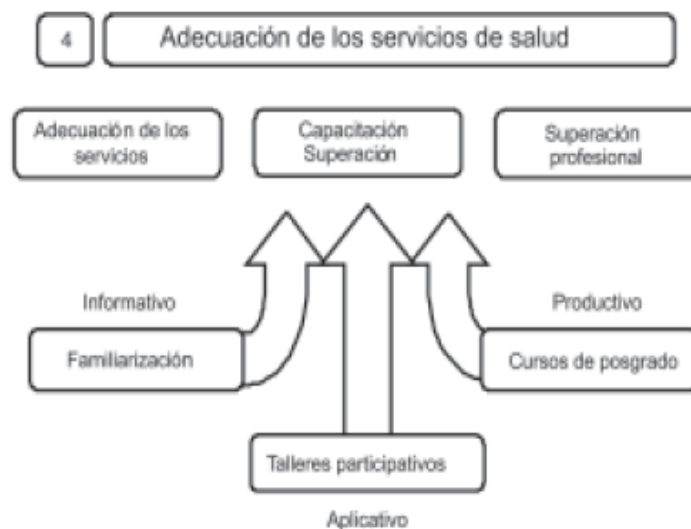 4
Adecuación de los servicios de salud
Adecuación de los
servicios
Capacitación
Superación
Superación
profesional
Informativo
Productivo
Familiarización
Cursos de posgrado
Talleres participativos
Aplicativo